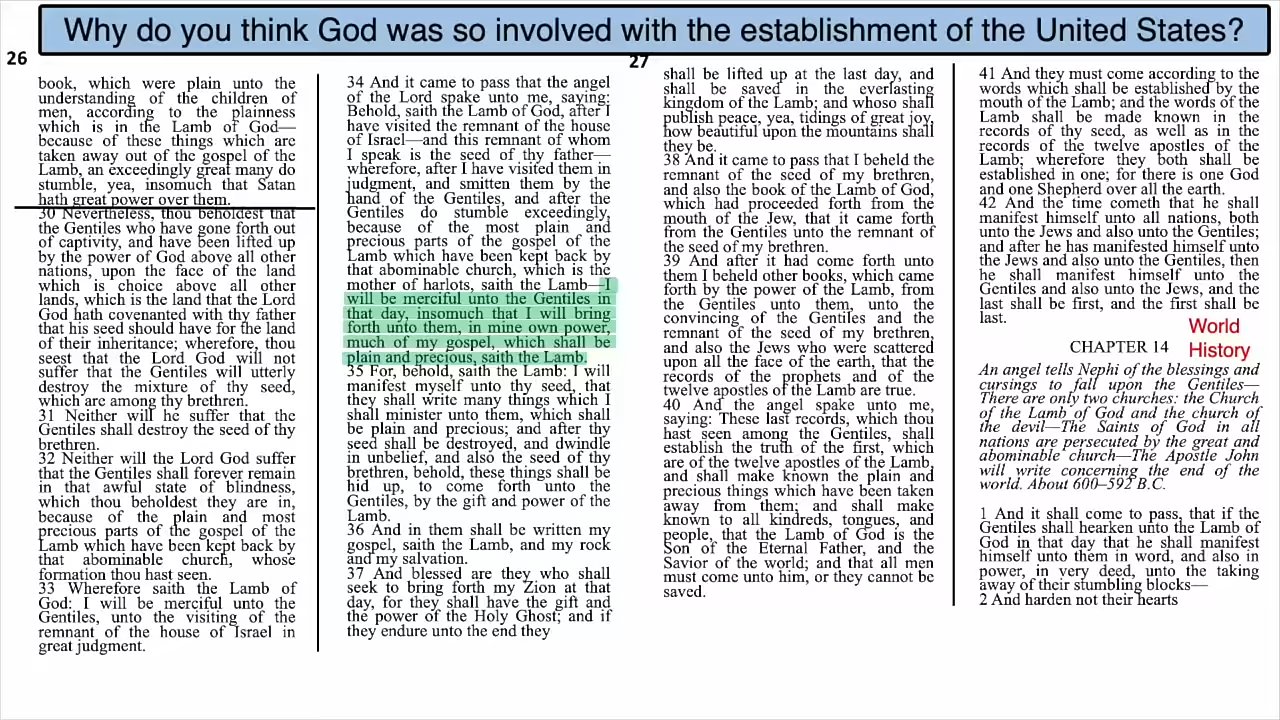 Why do you think God was so involved with the establishment of the United States?
26
book, which were plain unto the
understanding of the children of
men, according to the plainness
which is in the Lamb of God—
because of these things which are
taken away out of the gospel of the
Lamb, an exceedingly great many do
stumble, yea, insomuch that Satan
hath great power over them.
30 Nevertheless, thou beholdest that
the Gentiles who have gone forth out
of captivity, and have been lifted up
by the power of God above all other
nations, upon the face of the land
which is choice above all other
lands, which is the land that the Lord
God hath covenanted with thy father
that his seed should have for the land
of their inheritance; wherefore, thou
seest that the Lord God will not
suffer that the Gentiles will utterly
destroy the mixture of thy seed,
which are among thy brethren.
31 Neither will he suffer that the
Gentiles shall destroy the seed of thy
brethren.
32 Neither will the Lord God suffer
that the Gentiles shall forever remain
in that awful state of blindness,
which thou beholdest they are in,
because of the plain and most
precious parts of the gospel of the
Lamb which have been kept back by
that abominable church, whose
formation thou hast seen.
33 Wherefore saith the Lamb of
God: I will be merciful unto the
Gentiles, unto the visiting of the
remnant of the house of Israel in
great judgment.
34 And it came to pass that the angel
of the Lord spake unto me, saying:
Behold, saith the Lamb of God, after I
have visited the remnant of the house
of Israel—and this remnant of whom
I speak is the seed of thy father—
wherefore, after I have visited them in
judgment, and smitten them by the
hand of the Gentiles, and after the
Gentiles do stumble exceedingly,
because of the most plain and
precious parts of the gospel of the
Lamb which have been kept back by
that abominable church, which is the
mother of harlots, saith the Lamb—I
will be merciful unto the Gentiles in
that day, insomuch that I will bring
forth unto them, in mine own power,
much of my gospel, which shall be
plain and precious, saith the Lamb.
35 For, behold, saith the Lamb: I will
manifest myself unto thy seed, that
they shall write many things which I
shall minister unto them, which shall
be plain and precious; and after thy
seed shall be destroyed, and dwindle
in unbelief, and also the seed of thy
brethren, behold, these things shall be
hid up, to come forth unto the
Gentiles, by the gift and power of the
Lamb.
36 And in them shall be written my
gospel, saith the Lamb, and my rock
and my salvation.
37 And blessed are they who shall
seek to bring forth my Zion at that
day, for they shall have the gift and
the power of the Holy Ghost; and if
they endure unto the end they
27
shall be lifted up at the last day, and
shall be saved in the everlasting
kingdom of the Lamb; and whoso shall
publish peace, yea, tidings of great joy,
how beautiful upon the mountains shall
they be.
38 And it came to pass that I beheld the
remnant of the seed of my brethren,
and also the book of the Lamb of God,
which had proceeded forth from the
mouth of the Jew, that it came forth
from the Gentiles unto the remnant of
the seed of my brethren.
39 And after it had come forth unto
them I beheld other books, which came
forth by the power of the Lamb, from
the Gentiles unto them, unto the
convincing of the Gentiles and the
remnant of the seed of my brethren,
and also the Jews who were scattered
upon all the face of the earth, that the
records of the prophets and of the
twelve apostles of the Lamb are true.
40 And the angel spake unto me,
saying: These last records, which thou
hast seen among the Gentiles, shall
establish the truth of the first, which
are of the twelve apostles of the Lamb,
and shall make known the plain and
precious things which have been taken
away from them; and shall make
known to all kindreds, tongues, and
people, that the Lamb of God is the
Son of the Eternal Father, and the
Savior of the world; and that all men
must come unto him, or they cannot be
saved.
41 And they must come according to the
words which shall be established by the
mouth of the Lamb; and the words of the
Lamb shall be made known in the
records of thy seed, as well as in the
records of the twelve apostles of the
Lamb; wherefore they both shall be
established in one; for there is one God
and one Shepherd over all the earth.
42 And the time cometh that he shall
manifest himself unto all nations, both
unto the Jews and also unto the Gentiles;
and after he has manifested himself unto
the Jews and also unto the Gentiles, then
he shall manifest himself unto the
Gentiles and also unto the Jews, and the
last shall be first, and the first shall be
last.
World
History
CHAPTER 14
An angel tells Nephi of the blessings and
cursings to fall upon the Gentiles—
There are only two churches: the Church
of the Lamb of God and the church of
the devil—The Saints of God in all
nations are persecuted by the great and
abominable church—The Apostle John
will write concerning the end of the
world. About 600–592 B.C.
1 And it shall come to pass, that if the
Gentiles shall hearken unto the Lamb of
God in that day that he shall manifest
himself unto them in word, and also in
power, in very deed, unto the taking
away of their stumbling blocks—
2 And harden not their hearts